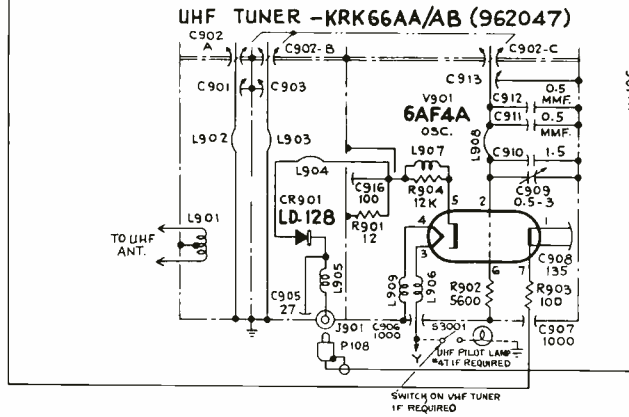 UHF TUNER - KRK66AA/AB (962047)
C902
A
C902-B
C902-C
C901
C903
C913
0.5
MMF.
C912
V901
6AF4A
OSC.
C911
0.5
MMF.
L902
L903
L907
L908
C910
1.5
L904
C916
100
R904
12K
C909
0.5-3
CR901
LD-128
R901
12
5
2
4
3
1
L901
TO UHF
ANT.
C908
135
L905
L909
L906
6
7
C905
27
R902
5600
R903
100
J901
C906
1000
S3001
C907
1000
P108
Y
UHF PILOT LAMP
#47 IF REQUIRED
SWITCH ON VHF TUNER
IF REQUIRED